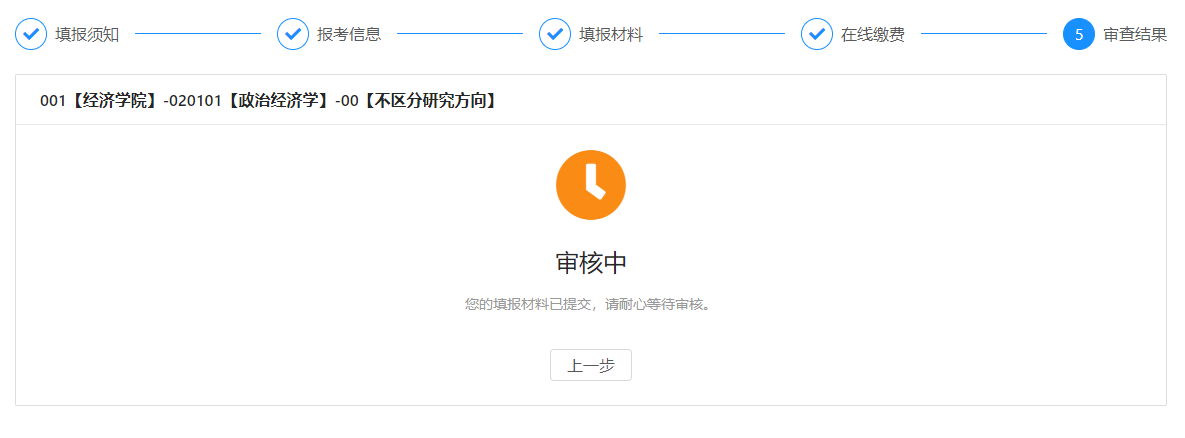 填报须知 报考信息 填报材料 在线缴费 5 审查结果
001【经济学院】-020101【政治经济学】-00【不区分研究方向】
审核中
您的填报材料已提交，请耐心等待审核。
上一步